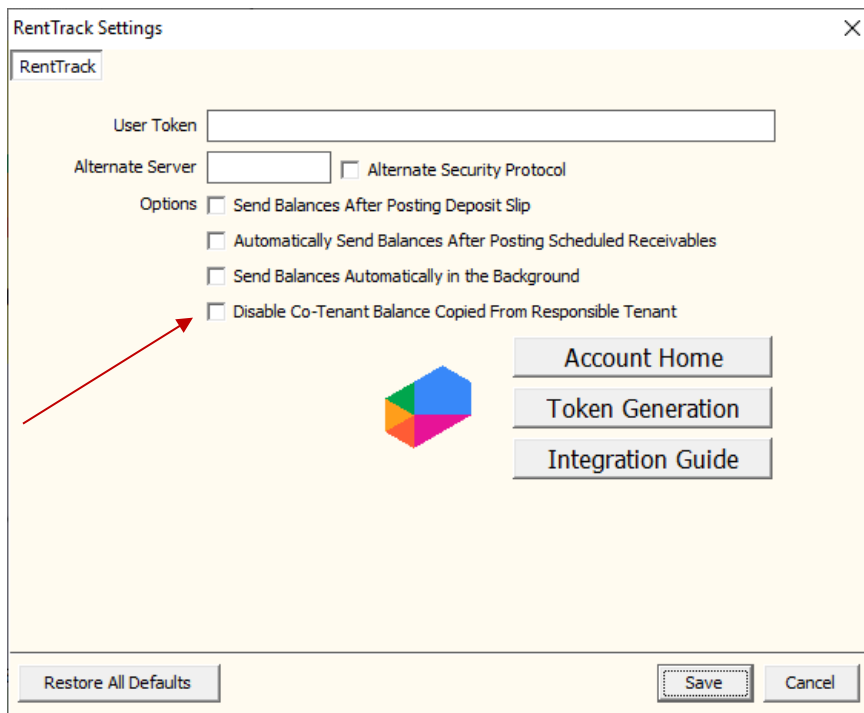 RentTrack Settings
RentTrack
User Token
Alternate Server
Alternate Security Protocol
Options
Send Balances After Posting Deposit Slip
Automatically Send Balances After Posting Scheduled Receivables
Send Balances Automatically in the Background
Disable Co-Tenant Balance Copied From Responsible Tenant
Account Home
Token Generation
Integration Guide
Restore All Defaults
Save
Cancel